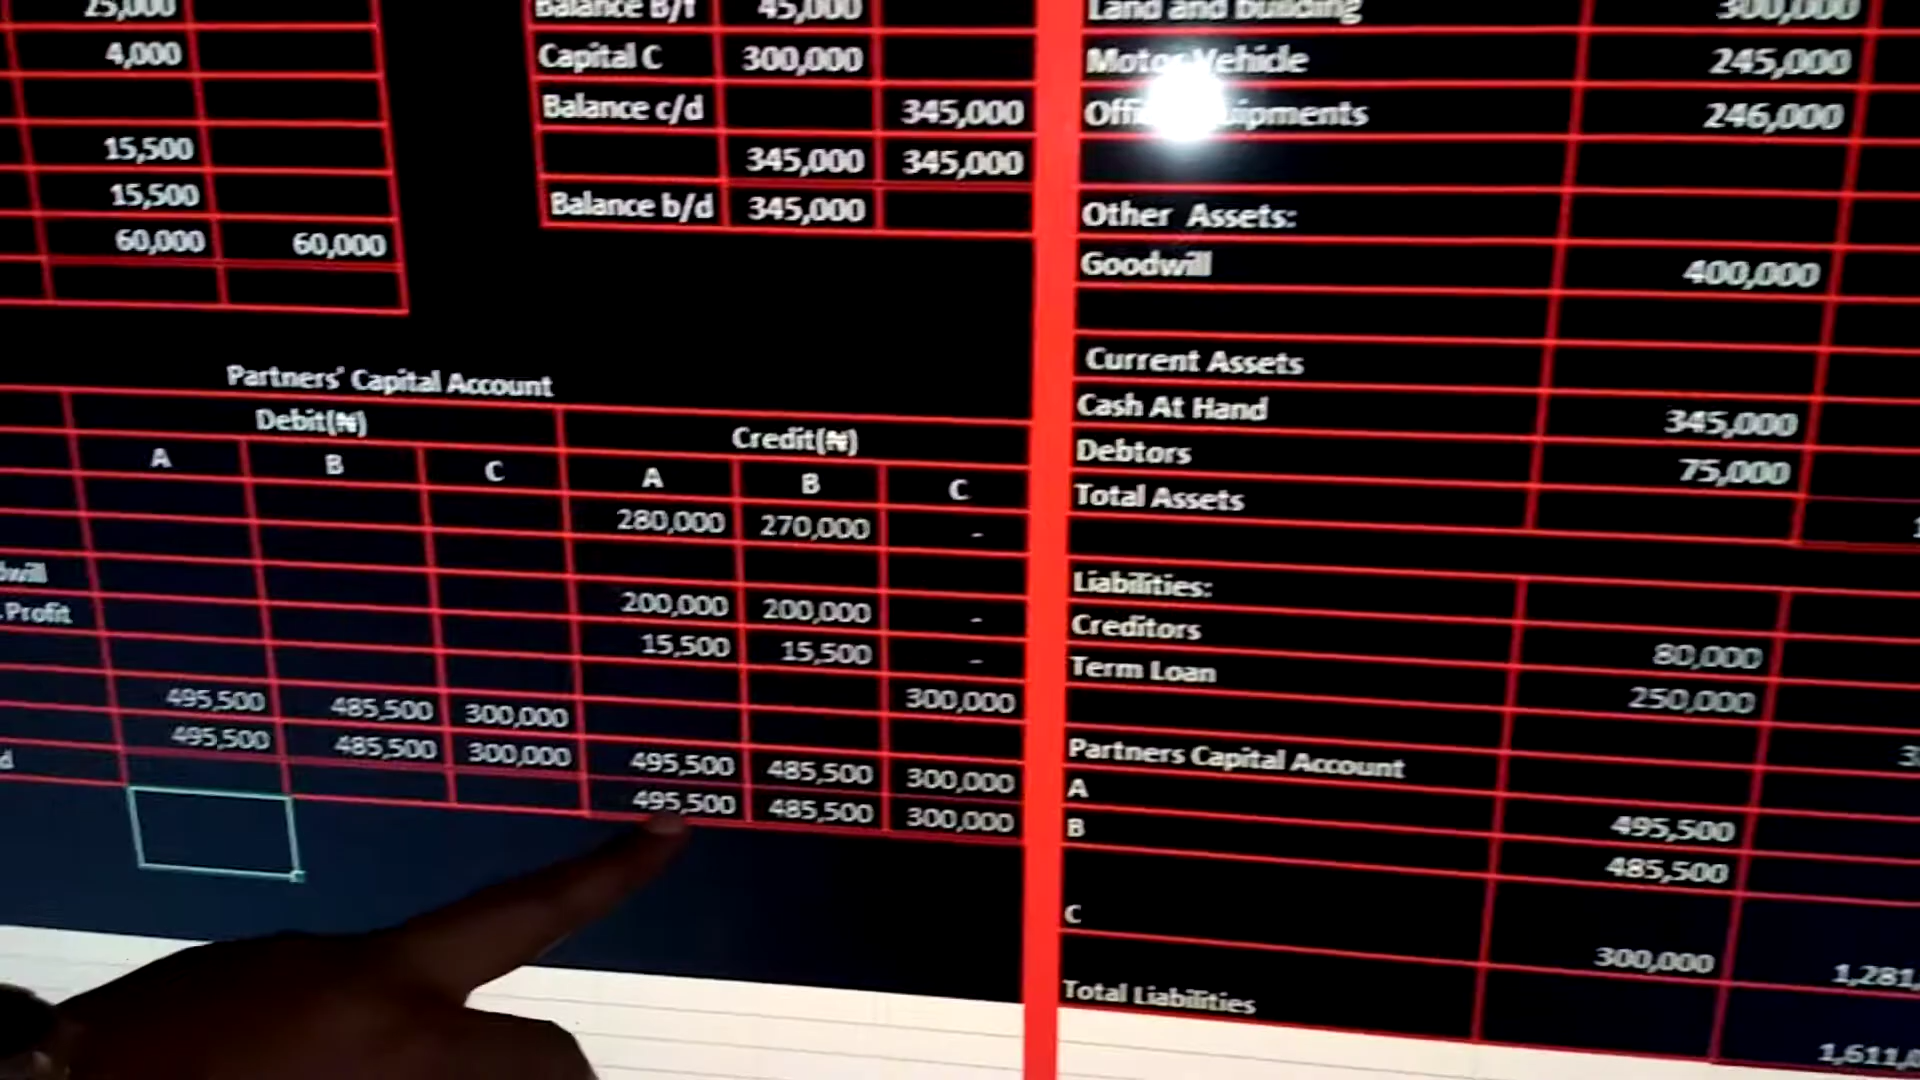 25,000
4,000
15,500
15,500
60,000 60,000
Balance B/f 45,000
Capital C 300,000
Balance c/d 345,000
345,000 345,000
Balance b/d 345,000
Partners' Capital Account
Debit(₦) Credit(₦)
A B C A B C
280,000 270,000 -
200,000 200,000 -
Profit 15,500 15,500 -
300,000
495,500 485,500 300,000
495,500 485,500 300,000 495,500 485,500 300,000
d 495,500 485,500 300,000
Land and building 300,000
Motor Vehicle 245,000
246,000
Other Assets:
Goodwill 400,000
Current Assets
Cash At Hand 345,000
Debtors 75,000
Total Assets
Liabilities:
Creditors 80,000
Term Loan 250,000
Partners Capital Account
A 495,500
B 485,500
C 300,000 1,281,
Total Liabilities 1,611,0